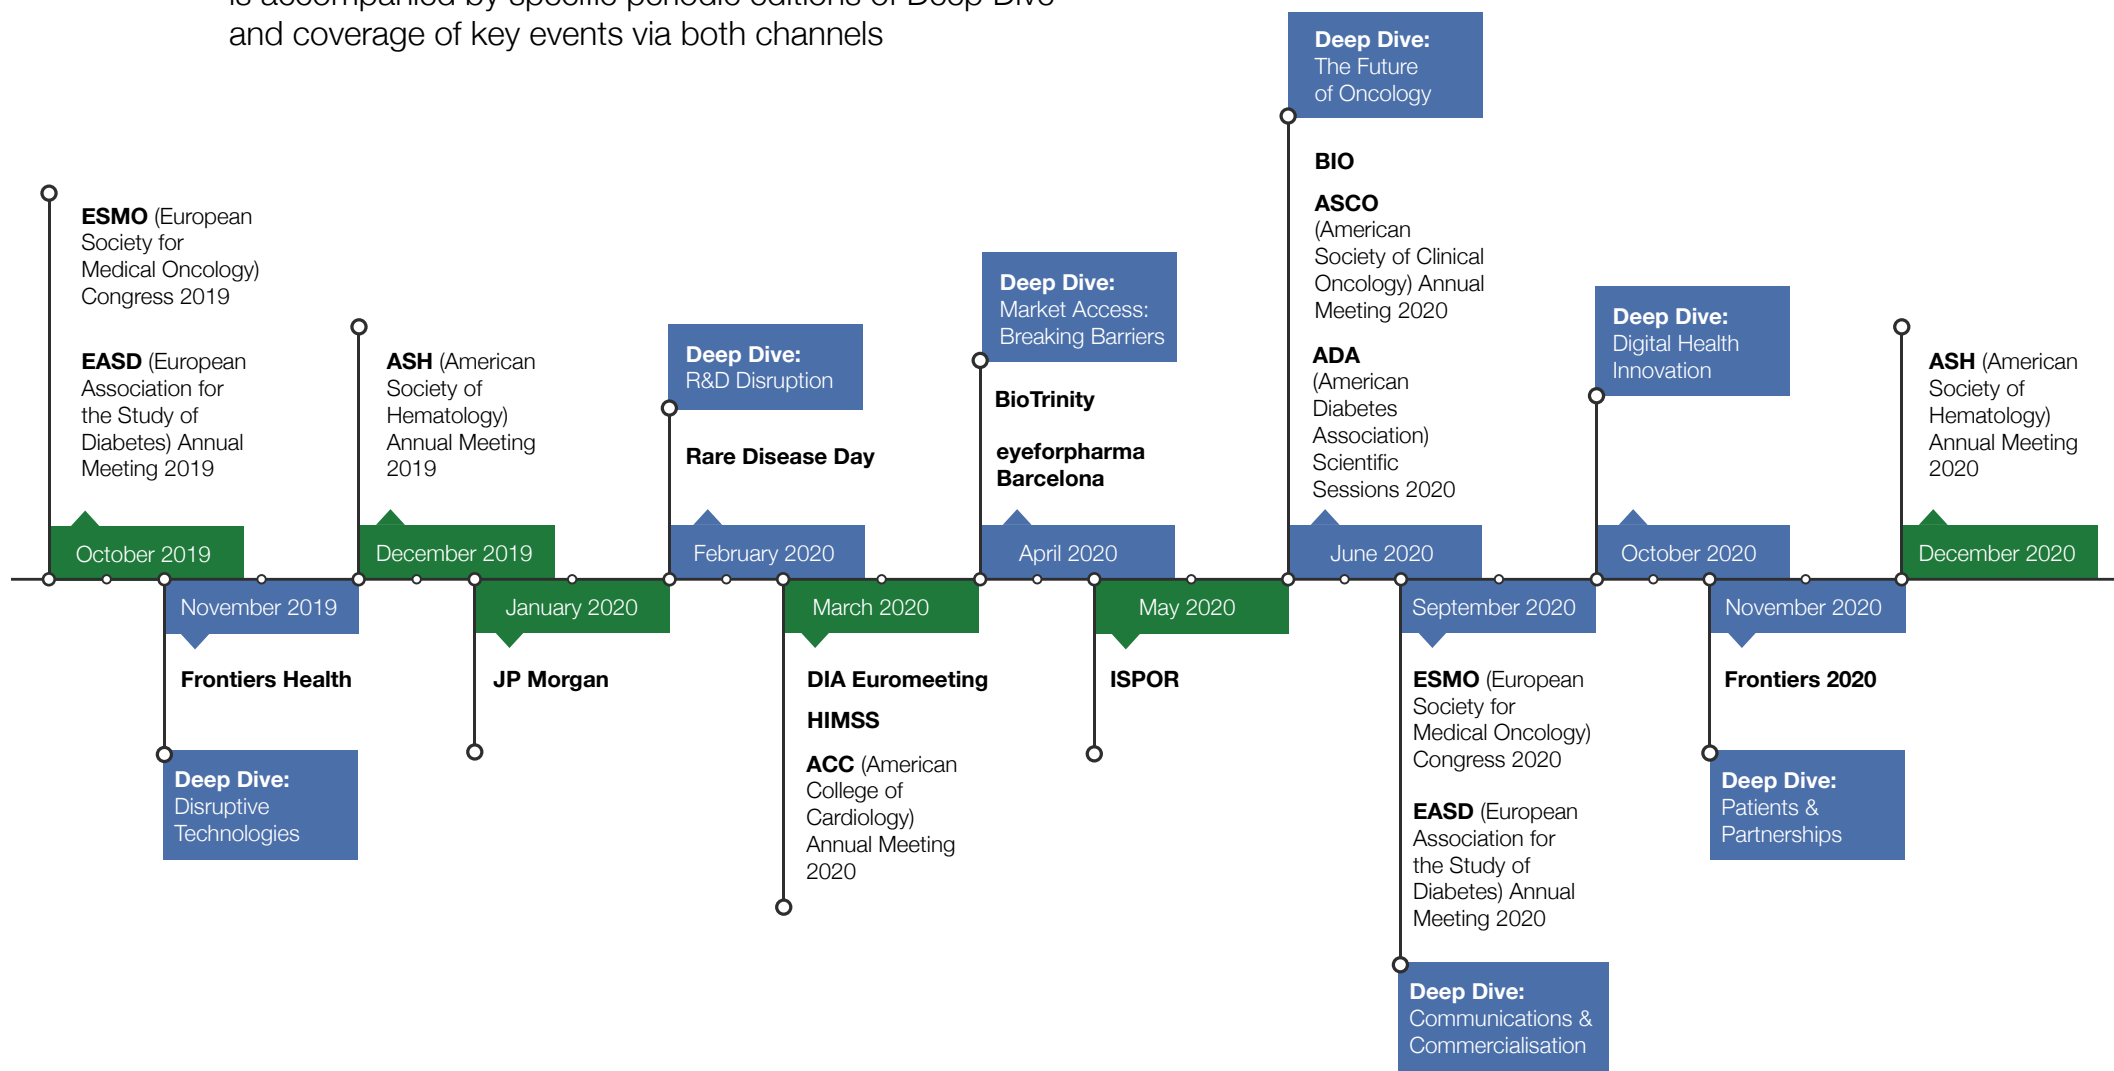 is accompanied by specific periodic editions of Deep Dive
and coverage of key events via both channels
ESMO (European
Society for
Medical Oncology)
Congress 2019
EASD (European
Association for
the Study of
Diabetes) Annual
Meeting 2019
October 2019
November 2019
Frontiers Health
Deep Dive:
Disruptive
Technologies
ASH (American
Society of
Hematology)
Annual Meeting
2019
December 2019
January 2020
JP Morgan
Deep Dive:
R&D Disruption
Rare Disease Day
February 2020
March 2020
DIA Euromeeting
HIMSS
ACC (American
College of
Cardiology)
Annual Meeting
2020
Deep Dive:
Market Access:
Breaking Barriers
BioTrinity
eyeforpharma
Barcelona
April 2020
May 2020
ISPOR
Deep Dive:
The Future
of Oncology
BIO
ASCO
(American
Society of Clinical
Oncology) Annual
Meeting 2020
ADA
(American
Diabetes
Association)
Scientific
Sessions 2020
June 2020
September 2020
ESMO (European
Society for
Medical Oncology)
Congress 2020
EASD (European
Association for
the Study of
Diabetes) Annual
Meeting 2020
Deep Dive:
Communications &
Commercialisation
Deep Dive:
Digital Health
Innovation
October 2020
November 2020
Frontiers 2020
Deep Dive:
Patients &
Partnerships
ASH (American
Society of
Hematology)
Annual Meeting
2020
December 2020